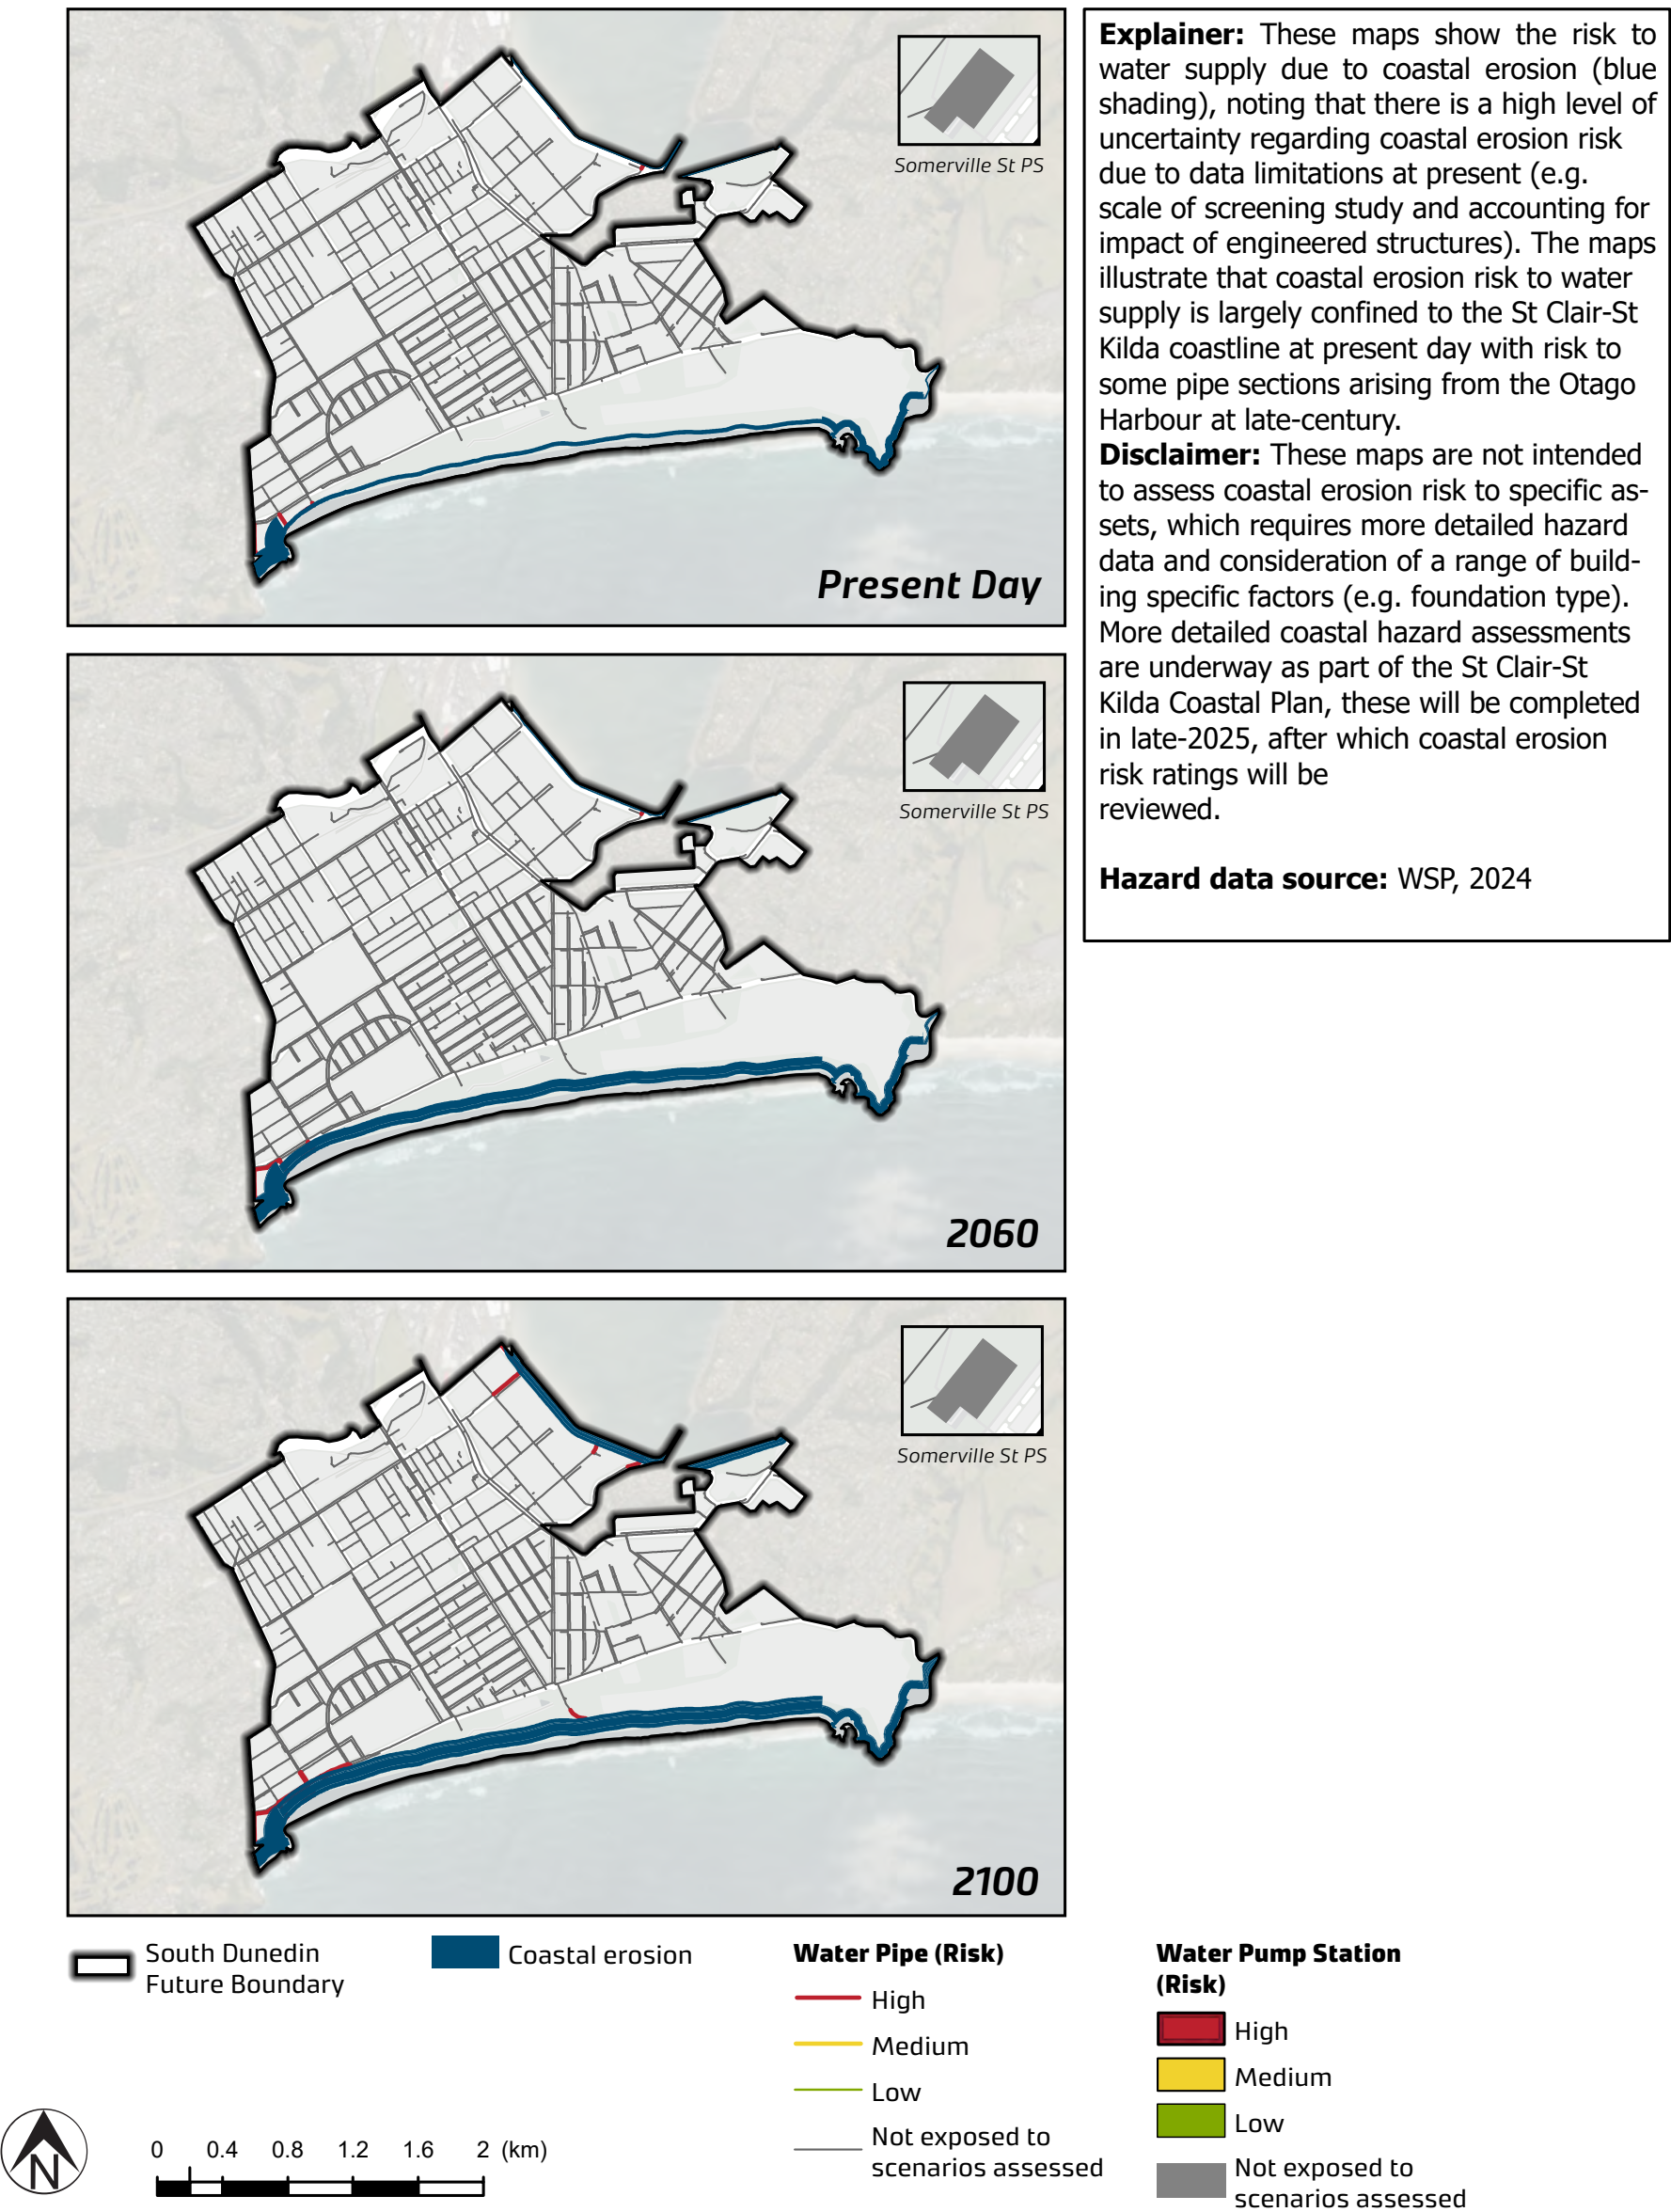 Somerville St PS
Present Day
Somerville St PS
2060
Somerville St PS
2100
Explainer: These maps show the risk to
water supply due to coastal erosion (blue
shading), noting that there is a high level of
uncertainty regarding coastal erosion risk
due to data limitations at present (e.g.
scale of screening study and accounting for
impact of engineered structures). The maps
illustrate that coastal erosion risk to water
supply is largely confined to the St Clair-St
Kilda coastline at present day with risk to
some pipe sections arising from the Otago
Harbour at late-century.
Disclaimer: These maps are not intended
to assess coastal erosion risk to specific as-
sets, which requires more detailed hazard
data and consideration of a range of build-
ing specific factors (e.g. foundation type).
More detailed coastal hazard assessments
are underway as part of the St Clair-St
Kilda Coastal Plan, these will be completed
in late-2025, after which coastal erosion
risk ratings will be
reviewed.
Hazard data source: WSP, 2024
South Dunedin
Future Boundary
Coastal erosion
Water Pipe (Risk)
High
Medium
Low
Not exposed to
scenarios assessed
Water Pump Station
(Risk)
High
Medium
Low
Not exposed to
scenarios assessed
N
0 0.4 0.8 1.2 1.6 2 (km)